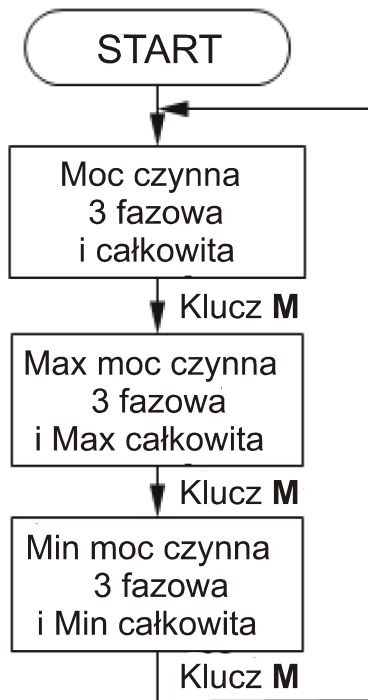 START
Moc czynna
3 fazowa
i całkowita
Klucz M
Max moc czynna
3 fazowa
i Max całkowita
Klucz M
Min moc czynna
3 fazowa
i Min całkowita
Klucz M